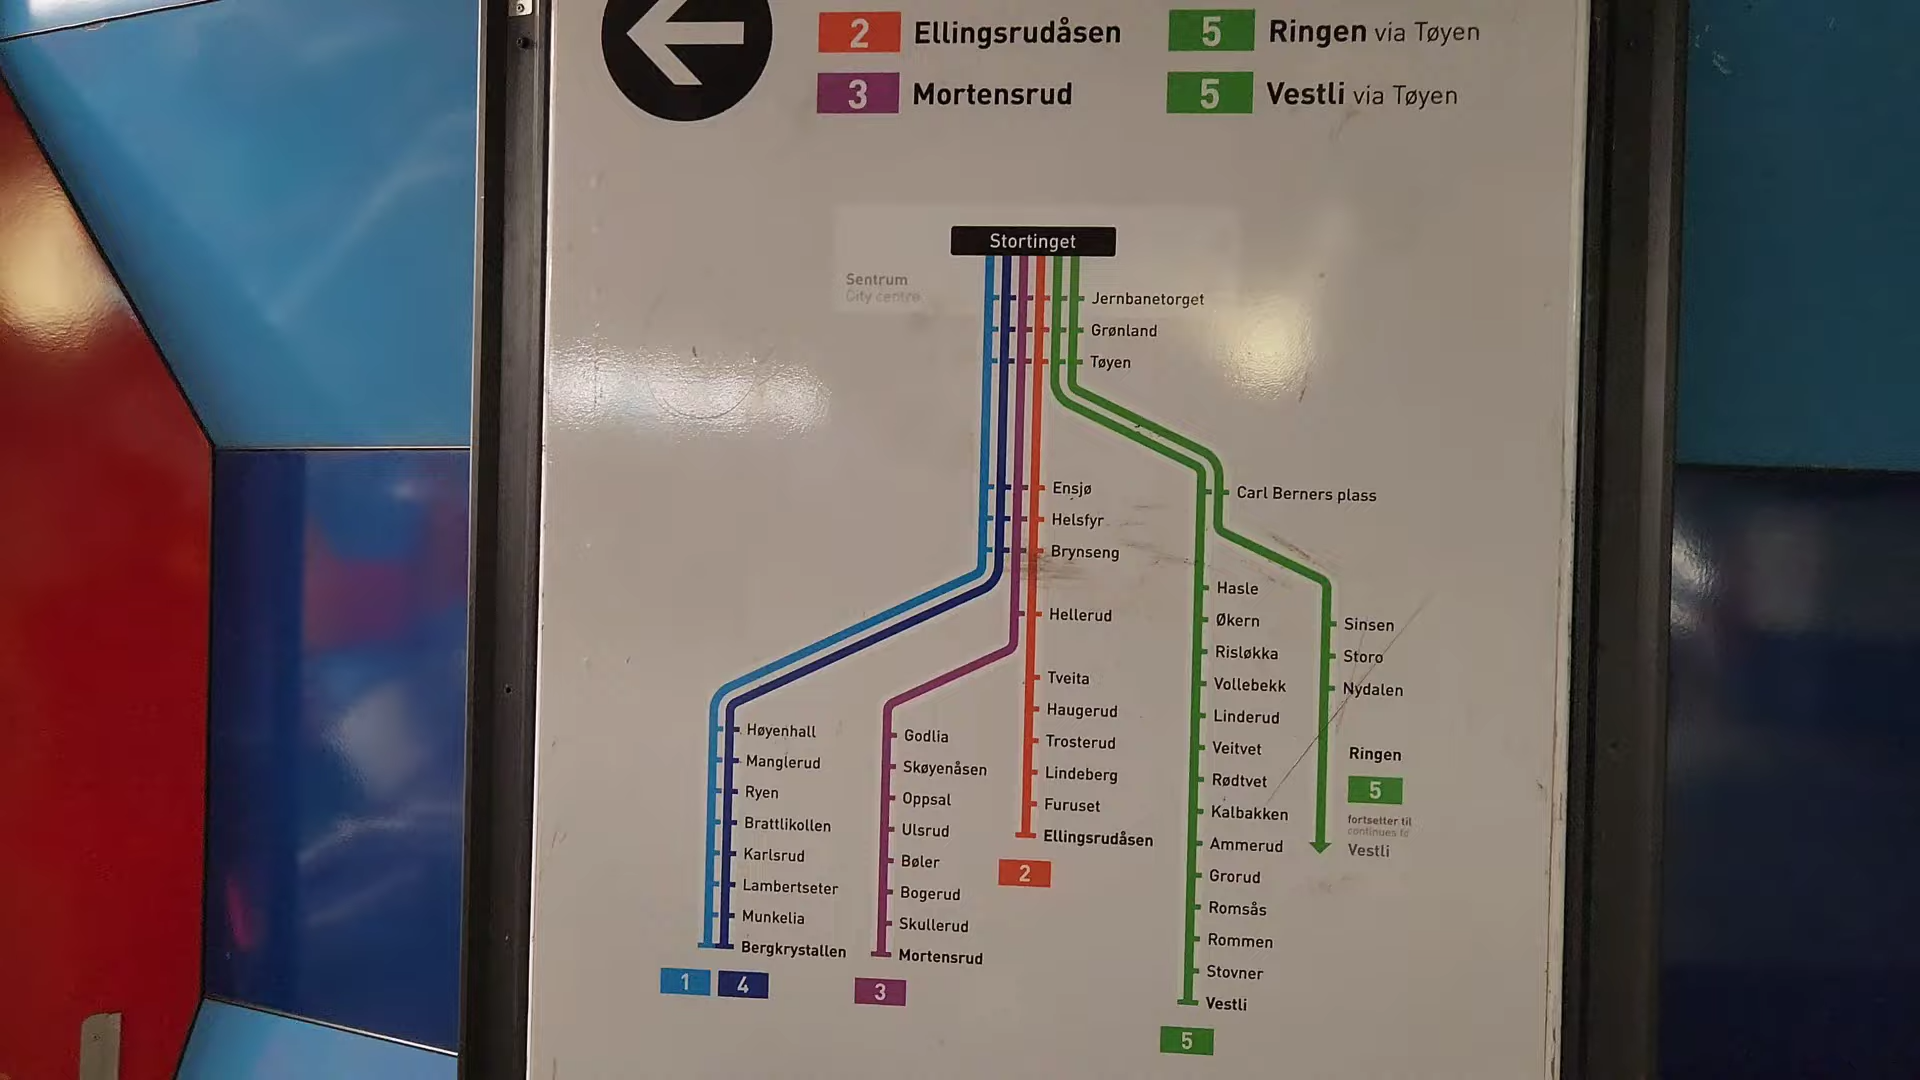 2 Ellingsrudåsen
5 Ringen via Tøyen
3 Mortensrud
5 Vestli via Tøyen
Stortinget
Sentrum
City centre
Jernbanetorget
Grønland
Tøyen
Ensjø
Helsfyr
Brynseng
Hellerud
Tveita
Haugerud
Trosterud
Lindeberg
Furuset
Ellingsrudåsen
2
Carl Berners plass
Hasle
Økern
Risløkka
Vollebekk
Linderud
Veitvet
Rødtvet
Kalbakken
Ammerud
Grorud
Romsås
Rommen
Stovner
Vestli
5
Sinsen
Storo
Nydalen
Ringen
5
fortsetter til
continues to
Vestli
Høyenhall
Manglerud
Ryen
Brattlikollen
Karlsrud
Lambertseter
Munkelia
Bergkrystallen
1 4
Godlia
Skøyenåsen
Oppsal
Ulsrud
Bøler
Bogerud
Skullerud
Mortensrud
3